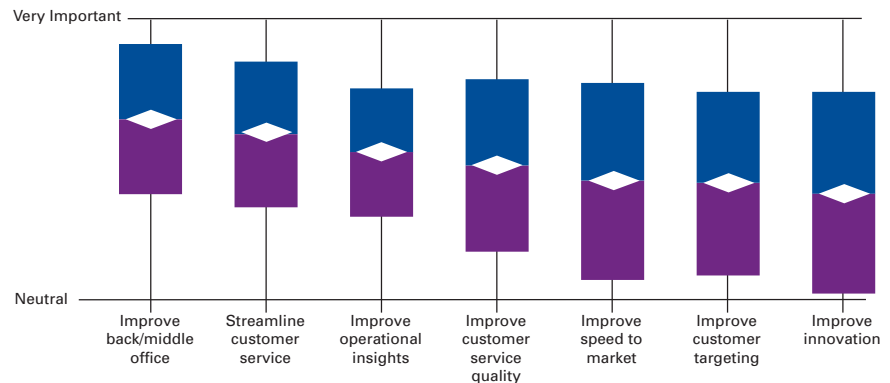 Very Important
Neutral
Improve
back/middle
office
Streamline
customer
service
Improve
operational
insights
Improve
customer
service
quality
Improve
speed to
market
Improve
customer
targeting
Improve
innovation